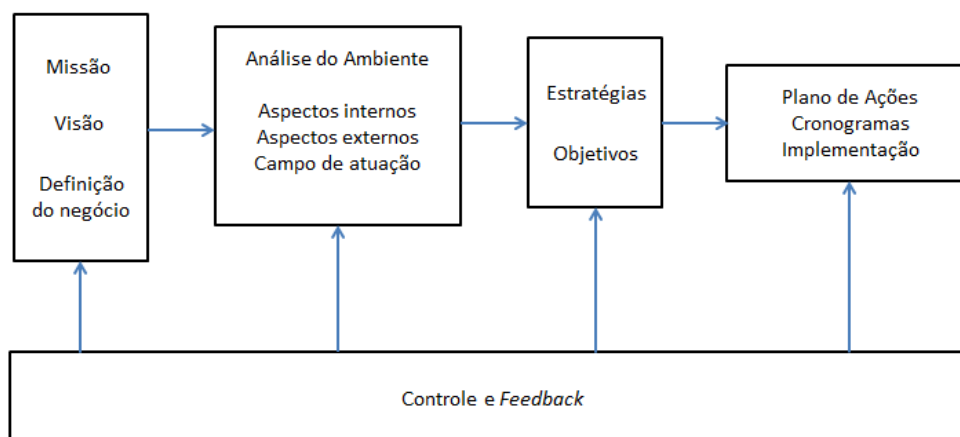 Missão
Visão
Definição
do negócio
Análise do Ambiente
Aspectos internos
Aspectos externos
Campo de atuação
Estratégias
Objetivos
Plano de Ações
Cronogramas
Implementação
Controle e Feedback